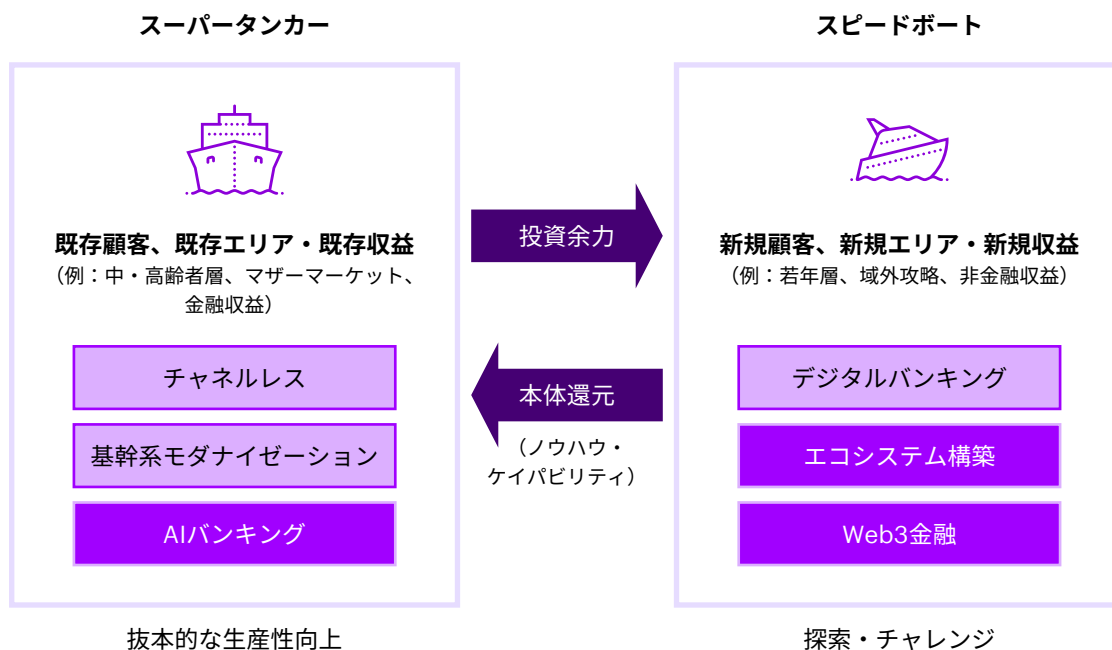 スーパータンカー
既存顧客、既存エリア・既存収益
（例：中・高齢者層、マザーマーケット、
金融収益）
チャネルレス
基幹系モダナイゼーション
AIバンキング
抜本的な生産性向上
投資余力
本体還元
（ノウハウ・
ケイパビリティ）
スピードボート
新規顧客、新規エリア・新規収益
（例：若年層、域外攻略、非金融収益）
デジタルバンキング
エコシステム構築
Web3金融
探索・チャレンジ